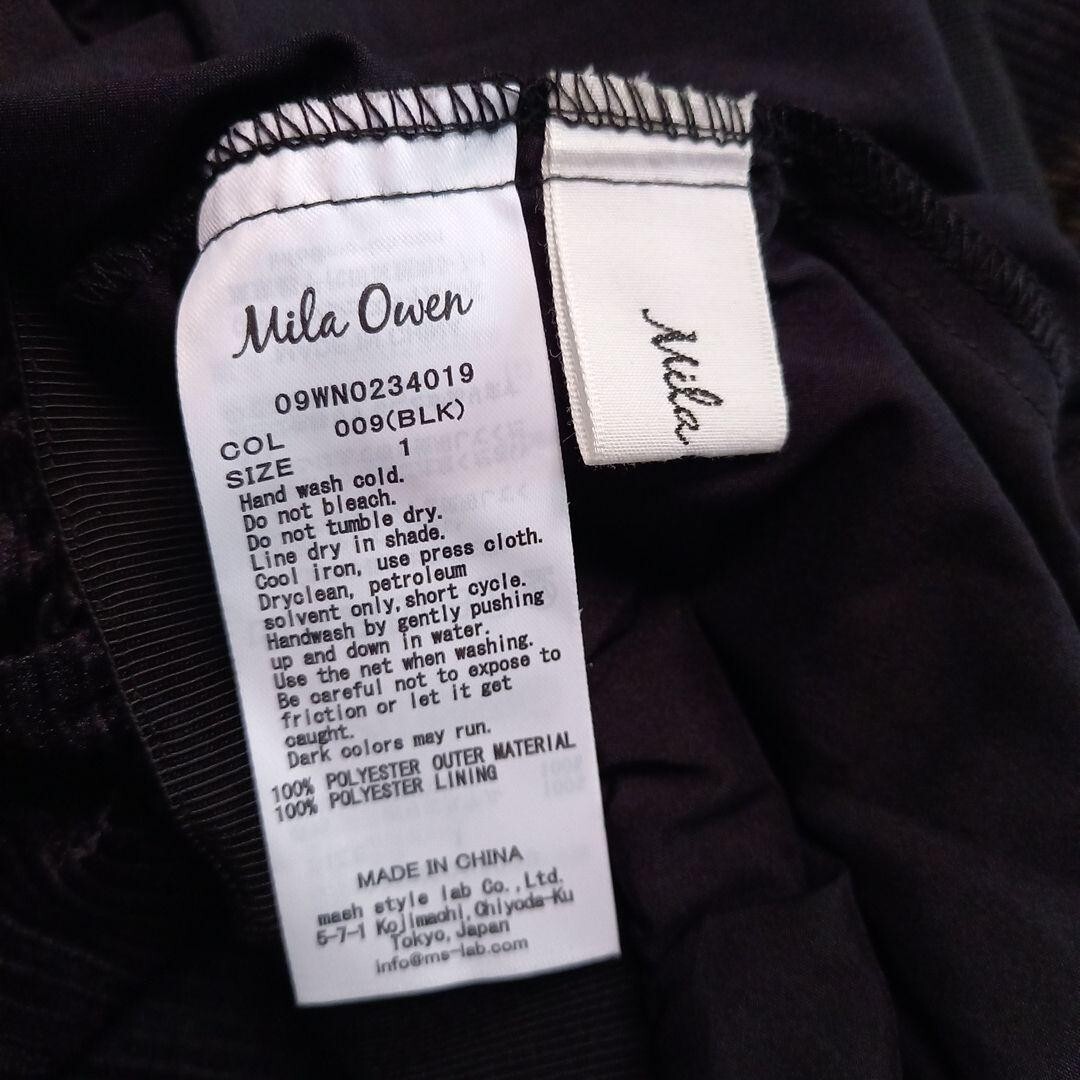 Mila Owen
09WNO234019
COL 009(BLK)
SIZE 1
Hand wash cold.
Do not bleach.
Do not tumble dry.
Line dry in shade.
Cool iron, use press cloth.
Dryclean, petroleum
solvent only,short cycle.
Handwash by gently pushing
up and down in water.
Use the net when washing.
Be careful not to expose to
friction or let it get
caught.
Dark colors may run.
100% POLYESTER OUTER MATERIAL
100% POLYESTER LINING
MADE IN CHINA
mash style lab Co.,Ltd.
5-7-1 Kojimachi,Chiyoda-Ku
Tokyo,Japan
info@ms-lab.com
Mila